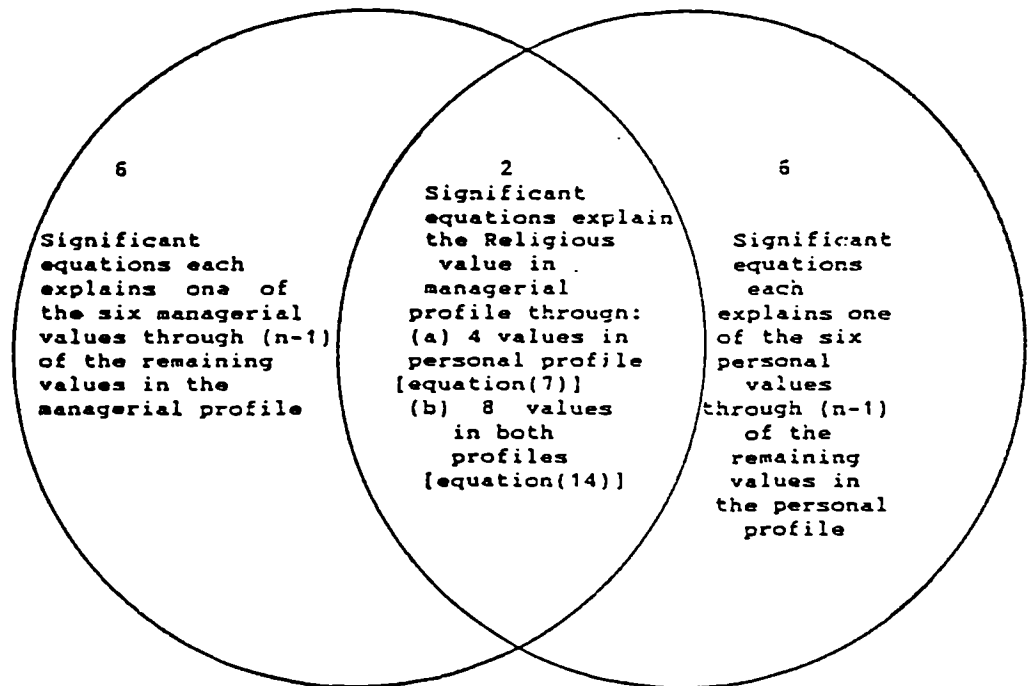 6
Significant
equations each
explains one of
the six managerial
values through (n-1)
of the remaining
values in the
managerial profile
2
Significant
equations explain
the Religious
value in
managerial
profile through:
(a) 4 values in
personal profile
[equation(7)]
(b) 8 values
in both
profiles
[equation(14)]
6
Significant
equations
each
explains one
of the six
personal
values
through (n-1)
of the
remaining
values in
the personal
profile